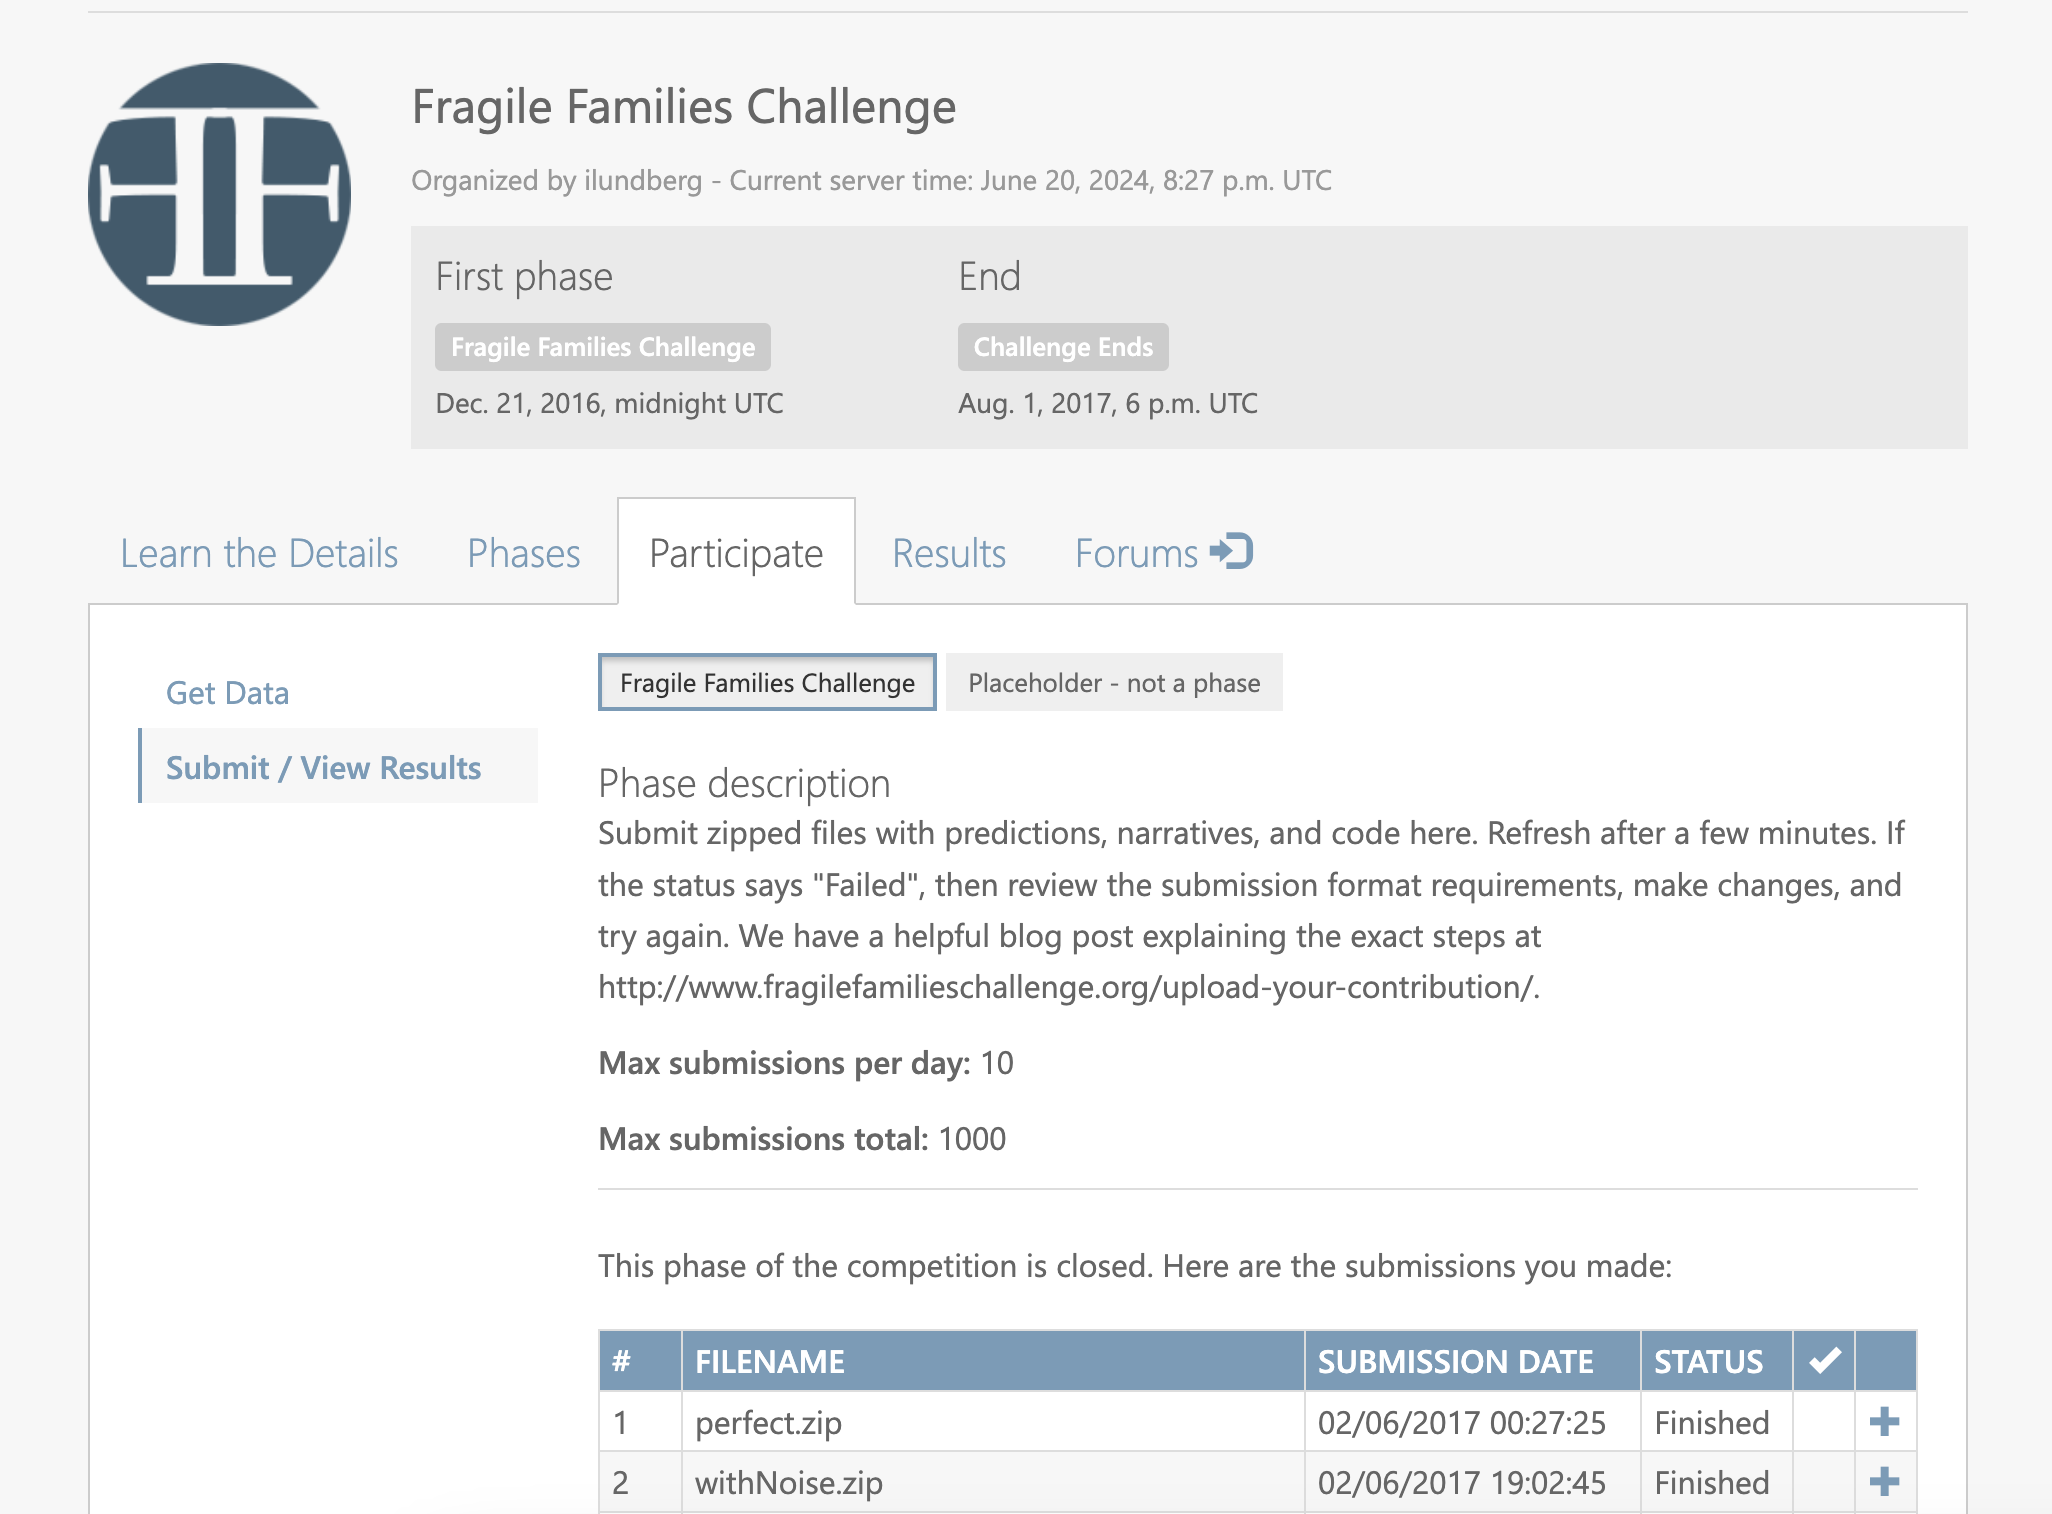 Fragile Families Challenge
Organized by ilundberg - Current server time: June 20, 2024, 8:27 p.m. UTC
First phase
Fragile Families Challenge
Dec. 21, 2016, midnight UTC
End
Challenge Ends
Aug. 1, 2017, 6 p.m. UTC
Learn the Details
Phases
Participate
Results
Forums
Get Data
Submit / View Results
Fragile Families Challenge
Placeholder - not a phase
Phase description
Submit zipped files with predictions, narratives, and code here. Refresh after a few minutes. If
the status says "Failed", then review the submission format requirements, make changes, and
try again. We have a helpful blog post explaining the exact steps at
http://www.fragilefamilieschallenge.org/upload-your-contribution/.
Max submissions per day: 10
Max submissions total: 1000
This phase of the competition is closed. Here are the submissions you made:
# FILENAME SUBMISSION DATE STATUS
1 perfect.zip 02/06/2017 00:27:25 Finished
2 withNoise.zip 02/06/2017 19:02:45 Finished